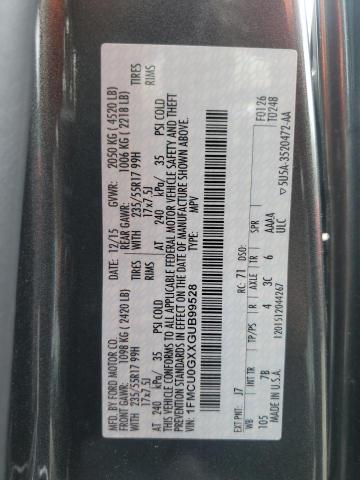 MFD. BY FORD MOTOR CO.
DATE: 12/15 GVWR: 2050 KG ( 4520 LB)
FRONT GAWR: 1098 KG ( 2420 LB) REAR GAWR: 1006 KG ( 2218 LB)
WITH 235/55R17 99H TIRES WITH 235/55R17 99H TIRES
17x7.5J RIMS 17x7.5J RIMS
AT 240 kPa/ 35 PSI COLD AT 240 kPa/ 35 PSI COLD
THIS VEHICLE CONFORMS TO ALL APPLICABLE FEDERAL MOTOR VEHICLE SAFETY AND THEFT
PREVENTION STANDARDS IN EFFECT ON THE DATE OF MANUFACTURE SHOWN ABOVE.
VIN: 1FMCU0GXXGUB99528
TYPE: MPV
F0126
T0248
EXT PNT: J7 RC: 71 DSO:
WB INT TR TP/PS R AXLE TR SPR
105 7B 4 3C 6 AAAA
MADE IN U.S.A. ULC
1201512044267
5U5A-3520472-AA